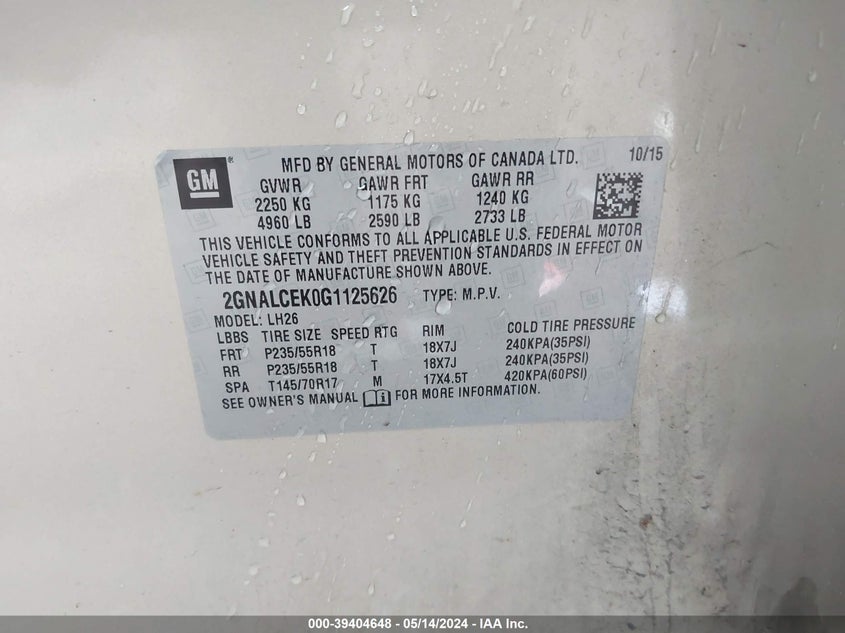 GM ® MFD BY GENERAL MOTORS OF CANADA LTD. 10/15
GVWR GAWR FRT GAWR RR
2250 KG 1175 KG 1240 KG
4960 LB 2590 LB 2733 LB
THIS VEHICLE CONFORMS TO ALL APPLICABLE U.S. FEDERAL MOTOR
VEHICLE SAFETY AND THEFT PREVENTION STANDARDS IN EFFECT ON
THE DATE OF MANUFACTURE SHOWN ABOVE.
2GNALCEK0G1125626 TYPE: M.P.V.
MODEL: LH26
LBBS TIRE SIZE SPEED RTG RIM COLD TIRE PRESSURE
FRT P235/55R18 T 18X7J 240KPA(35PSI)
RR P235/55R18 T 18X7J 240KPA(35PSI)
SPA T145/70R17 M 17X4.5T 420KPA(60PSI)
SEE OWNER'S MANUAL i FOR MORE INFORMATION.
000-39404648 - 05/14/2024 - IAA Inc.